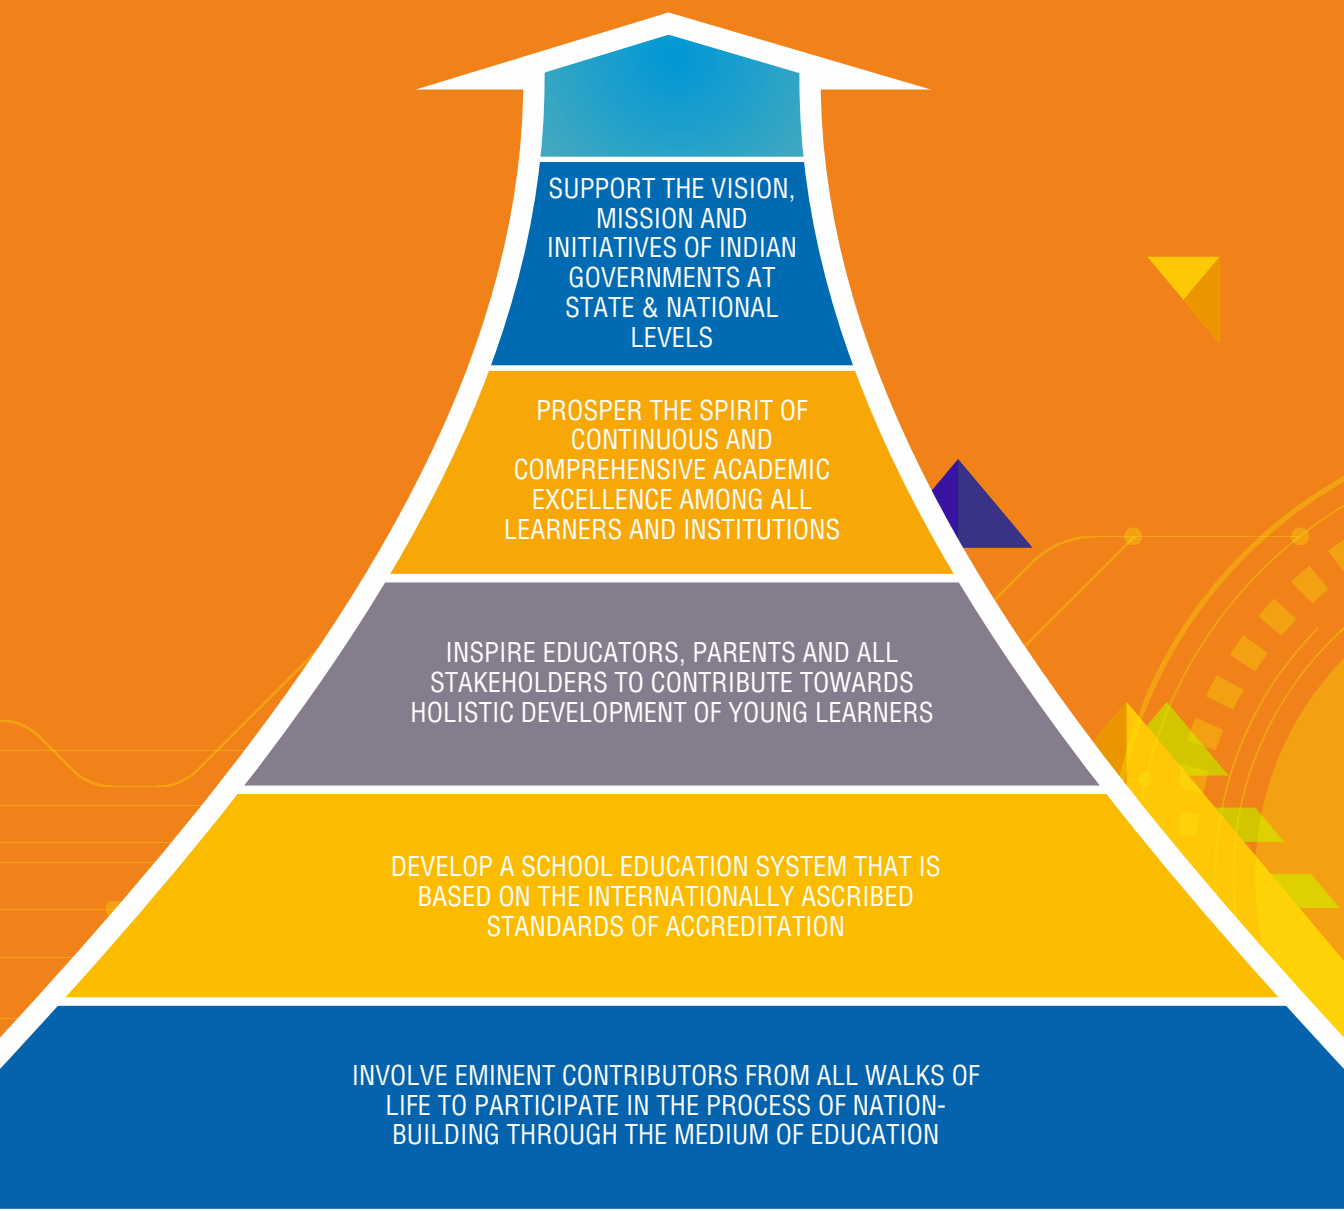 SUPPORT THE VISION,
MISSION AND
INITIATIVES OF INDIAN
GOVERNMENTS AT
STATE & NATIONAL
LEVELS
PROSPER THE SPIRIT OF
CONTINUOUS AND
COMPREHENSIVE ACADEMIC
EXCELLENCE AMONG ALL
LEARNERS AND INSTITUTIONS
INSPIRE EDUCATORS, PARENTS AND ALL
STAKEHOLDERS TO CONTRIBUTE TOWARDS
HOLISTIC DEVELOPMENT OF YOUNG LEARNERS
DEVELOP A SCHOOL EDUCATION SYSTEM THAT IS
BASED ON THE INTERNATIONALLY ASCRIBED
STANDARDS OF ACCREDITATION
INVOLVE EMINENT CONTRIBUTORS FROM ALL WALKS OF
LIFE TO PARTICIPATE IN THE PROCESS OF NATION-
BUILDING THROUGH THE MEDIUM OF EDUCATION